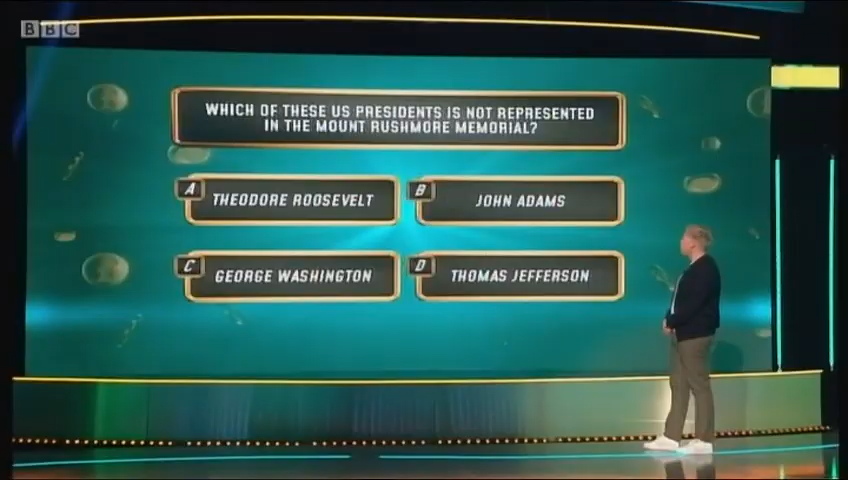 BBC
WHICH OF THESE US PRESIDENTS IS NOT REPRESENTED
IN THE MOUNT RUSHMORE MEMORIAL?
A THEODORE ROOSEVELT
B JOHN ADAMS
C GEORGE WASHINGTON
D THOMAS JEFFERSON